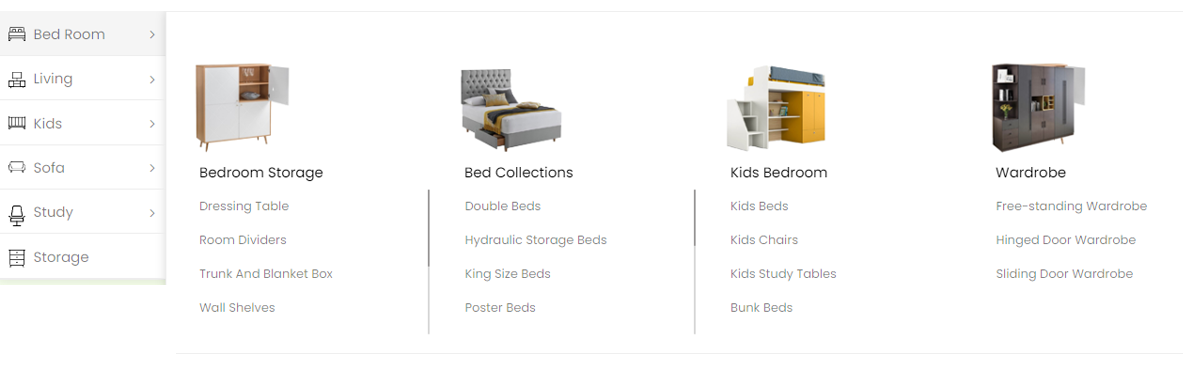 Bed Room
Living
Kids
Sofa
Study
Storage
Bedroom Storage
Dressing Table
Room Dividers
Trunk And Blanket Box
Wall Shelves
Bed Collections
Double Beds
Hydraulic Storage Beds
King Size Beds
Poster Beds
Kids Bedroom
Kids Beds
Kids Chairs
Kids Study Tables
Bunk Beds
Wardrobe
Free-standing Wardrobe
Hinged Door Wardrobe
Sliding Door Wardrobe